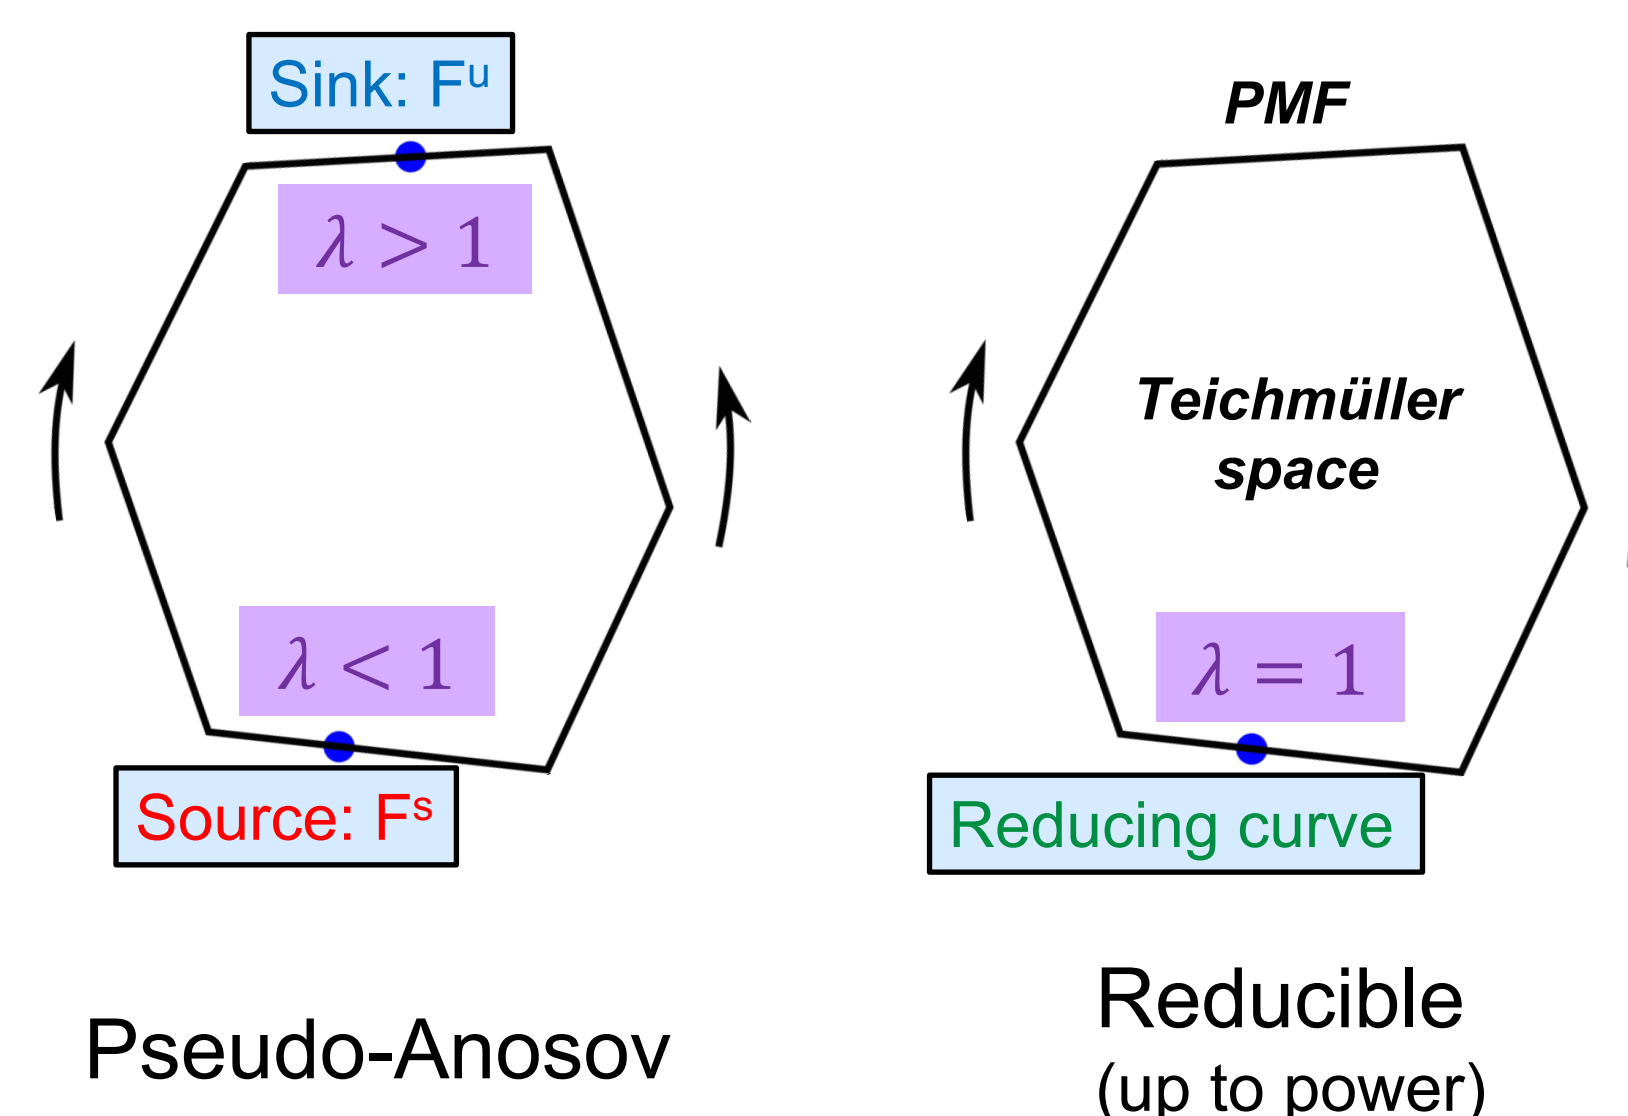 Sink: Fᵘ
λ > 1
λ < 1
Source: Fˢ
Pseudo-Anosov
PMF
Teichmüller
space
λ = 1
Reducing curve
Reducible
(up to power)